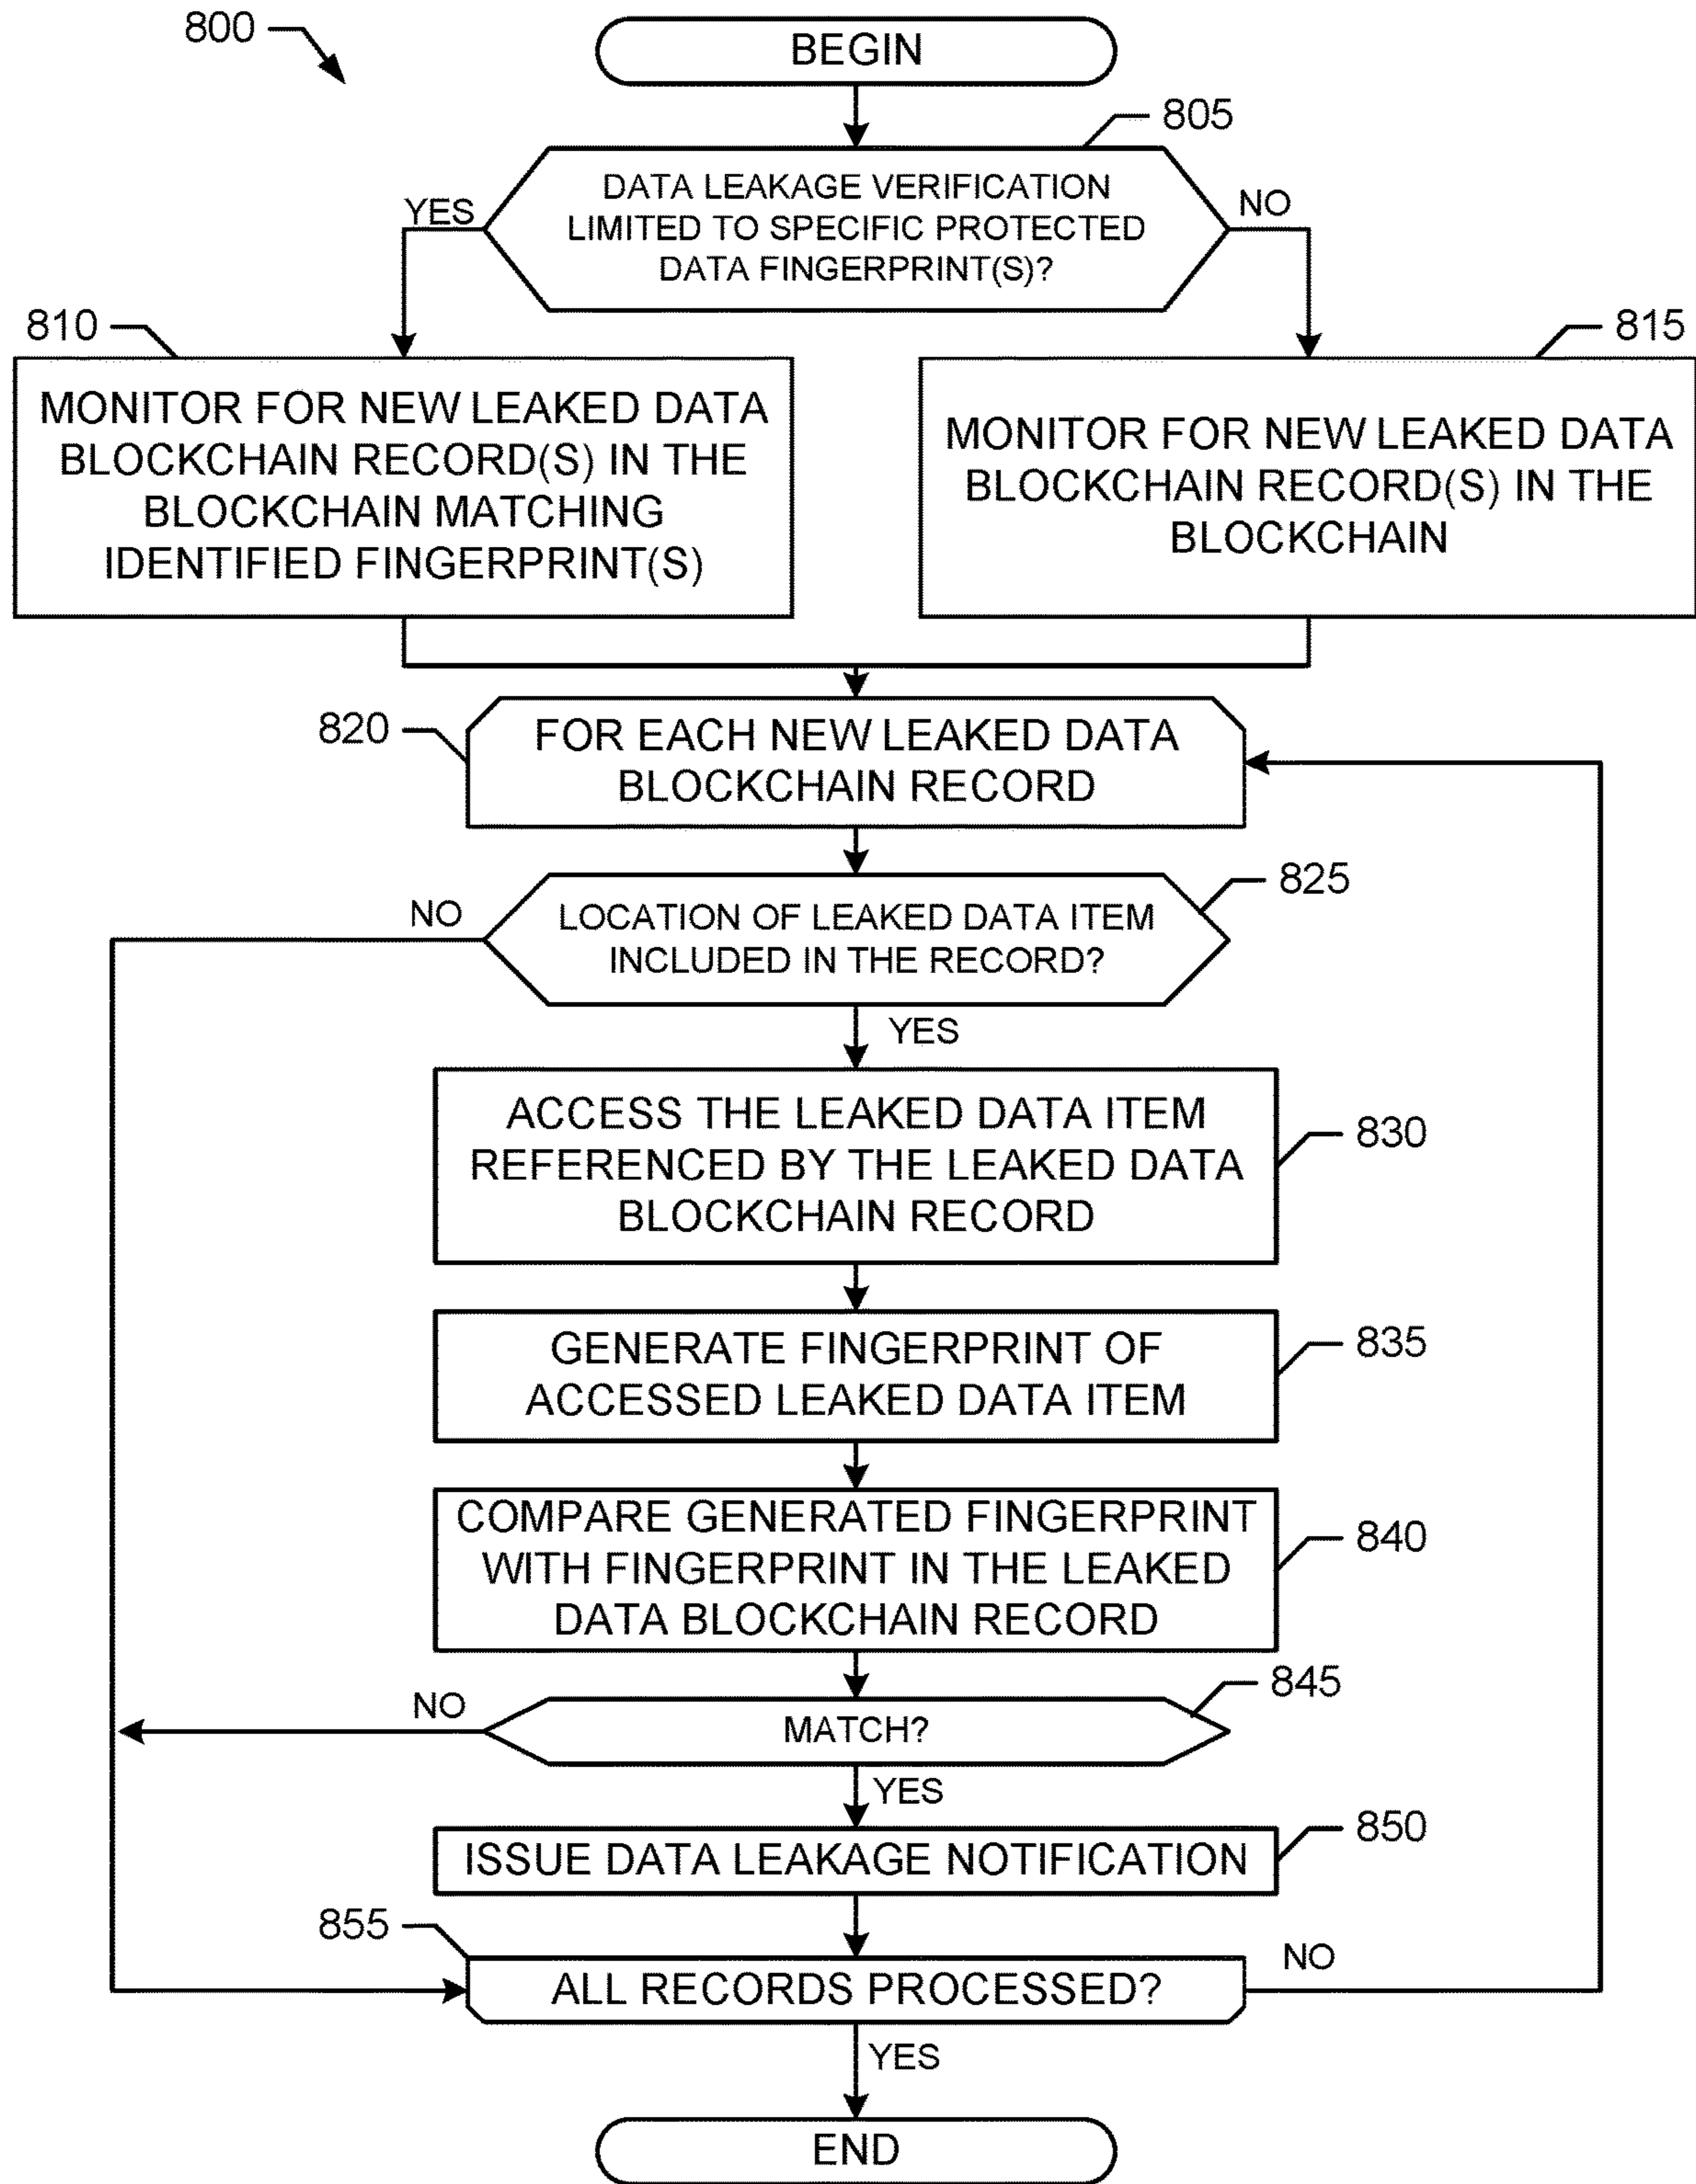 800
BEGIN
805
DATA LEAKAGE VERIFICATION
LIMITED TO SPECIFIC PROTECTED
DATA FINGERPRINT(S)?
YES
NO
810
MONITOR FOR NEW LEAKED DATA
BLOCKCHAIN RECORD(S) IN THE
BLOCKCHAIN MATCHING
IDENTIFIED FINGERPRINT(S)
815
MONITOR FOR NEW LEAKED DATA
BLOCKCHAIN RECORD(S) IN THE
BLOCKCHAIN
820
FOR EACH NEW LEAKED DATA
BLOCKCHAIN RECORD
825
NO
LOCATION OF LEAKED DATA ITEM
INCLUDED IN THE RECORD?
YES
ACCESS THE LEAKED DATA ITEM
REFERENCED BY THE LEAKED DATA
BLOCKCHAIN RECORD
830
GENERATE FINGERPRINT OF
ACCESSED LEAKED DATA ITEM
835
COMPARE GENERATED FINGERPRINT
WITH FINGERPRINT IN THE LEAKED
DATA BLOCKCHAIN RECORD
840
845
NO
MATCH?
YES
850
ISSUE DATA LEAKAGE NOTIFICATION
855
ALL RECORDS PROCESSED?
NO
YES
END